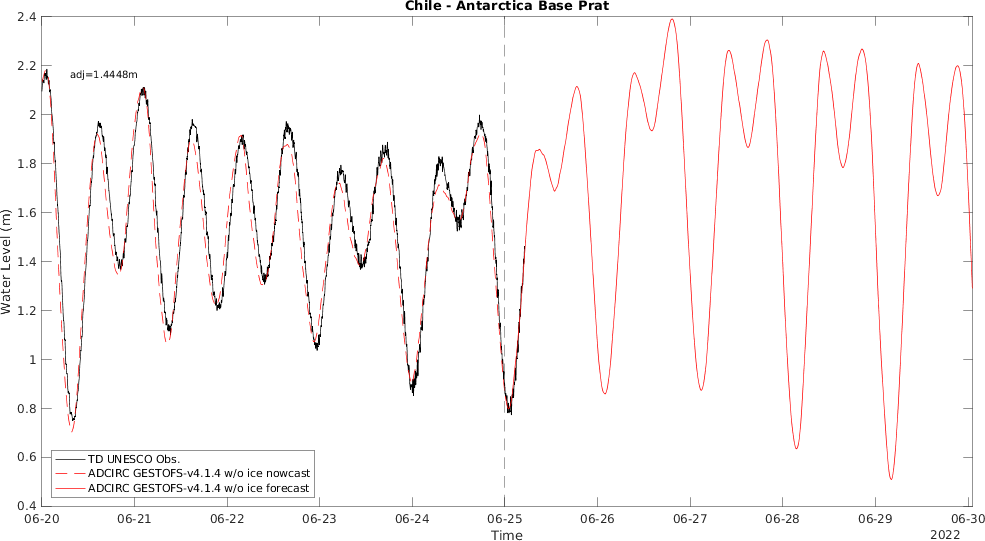 Chile - Antarctica Base Prat
adj=1.4448m
Water Level (m)
2.4
2.2
2
1.8
1.6
1.4
1.2
1
0.8
0.6
0.4
TD UNESCO Obs.
ADCIRC GESTOFS-v4.1.4 w/o ice nowcast
ADCIRC GESTOFS-v4.1.4 w/o ice forecast
06-20 06-21 06-22 06-23 06-24 06-25 06-26 06-27 06-28 06-29 06-30
Time
2022